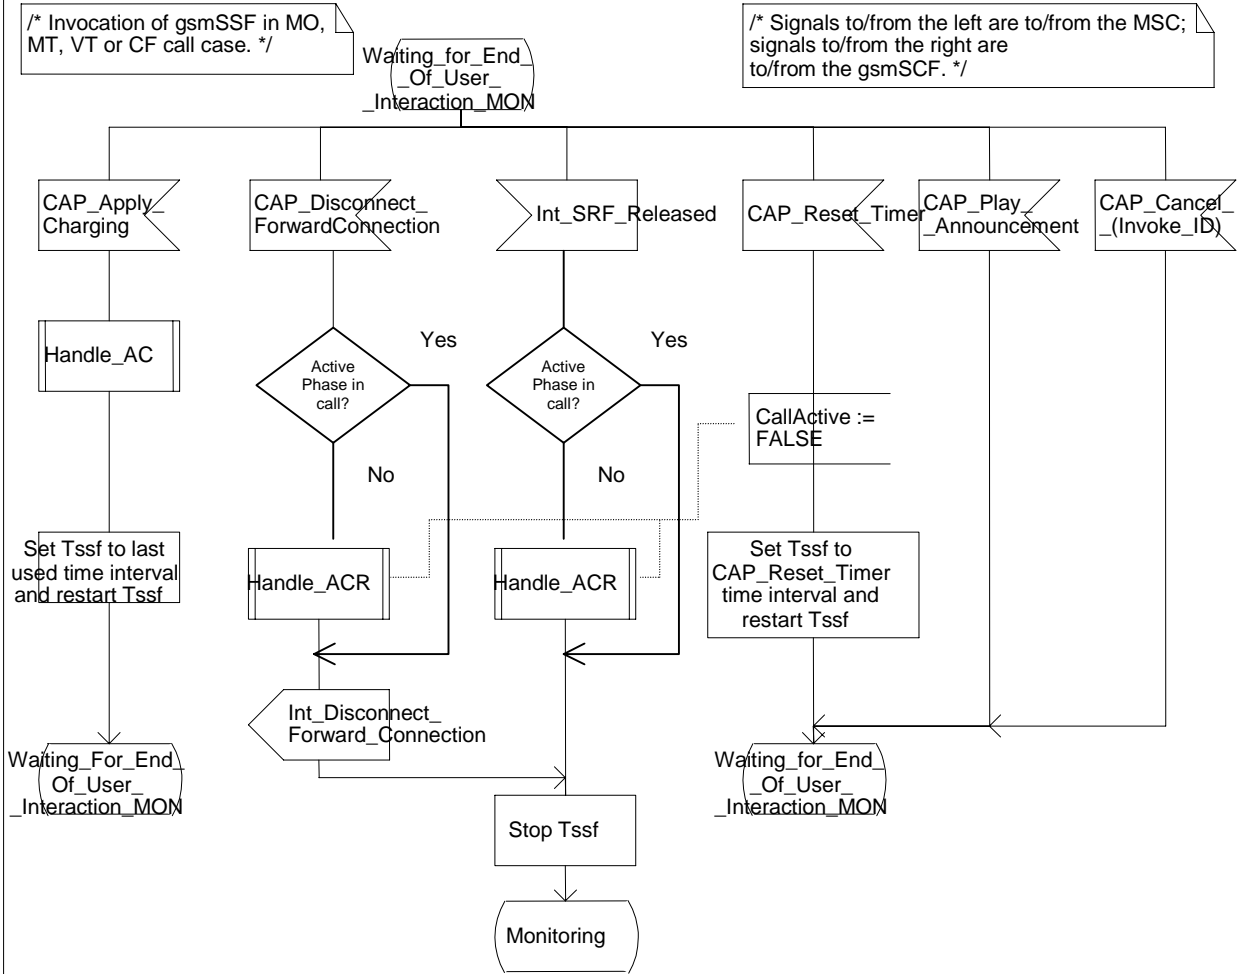 /* Invocation of gsmSSF in MO,
MT, VT or CF call case. */
/* Signals to/from the left are to/from the MSC;
signals to/from the right are
to/from the gsmSCF. */
Waiting_for_End_
_Of_User_
_Interaction_MON
CAP_Apply_
Charging
CAP_Disconnect_
ForwardConnection
Int_SRF_Released
CAP_Reset_Timer
CAP_Play_
_Announcement
CAP_Cancel_
_(Invoke_ID)
Handle_AC
Active
Phase in
call?
Yes
No
Active
Phase in
call?
Yes
No
CallActive :=
FALSE
Set Tssf to last
used time interval
and restart Tssf
Handle_ACR
Handle_ACR
Set Tssf to
CAP_Reset_Timer
time interval and
restart Tssf
Int_Disconnect_
Forward_Connection
Waiting_For_End_
_Of_User_
_Interaction_MON
Waiting_for_End_
_Of_User_
_Interaction_MON
Stop Tssf
Monitoring